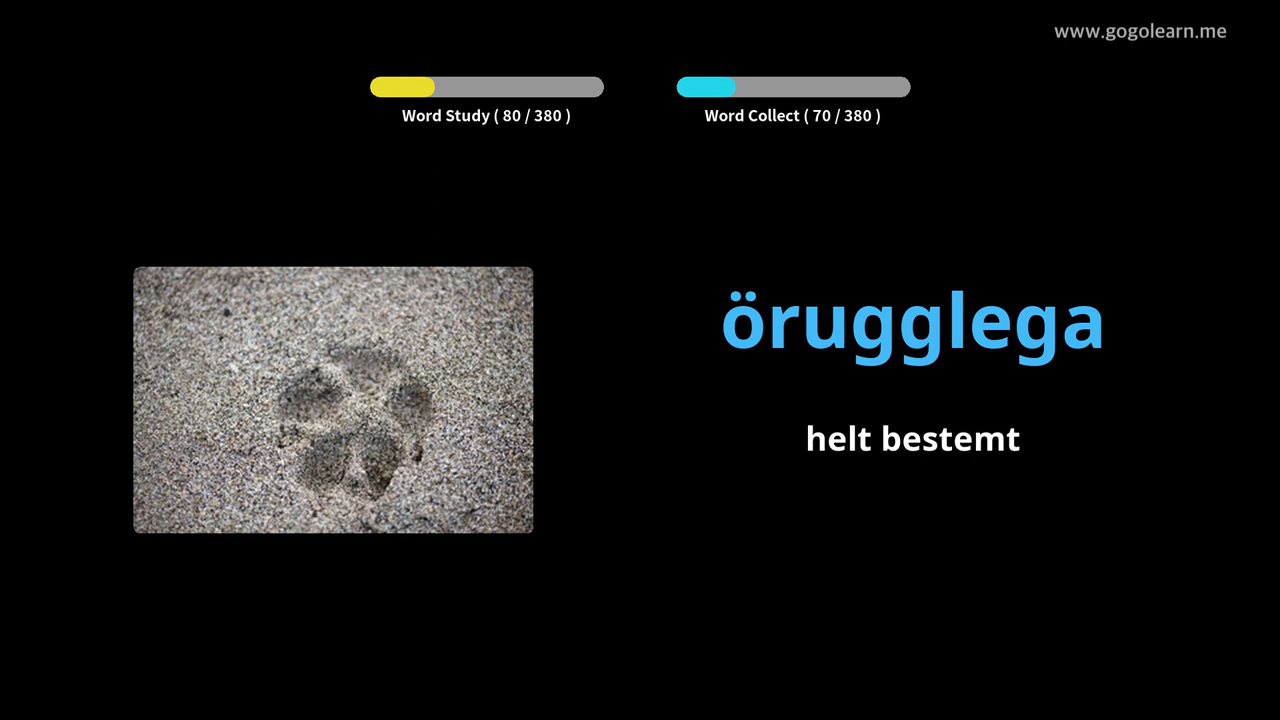 www.gogolearn.me
Word Study ( 80 / 380 )
Word Collect ( 70 / 380 )
örugglega
helt bestemt